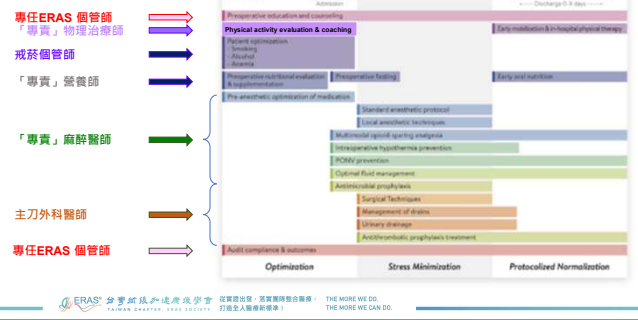 Admission
Discharge 0-8 days
專任ERAS 個管師
Preoperative education and counseling
「專責」物理治療師
Physical activity evaluation & coaching
Early mobilization & in-hospital physical therapy
戒菸個管師
Patient optimization
- Smoking
- Alcohol
- Anemia
「專責」營養師
Preoperative nutritional evaluation & supplementation
Preoperative fasting
Early oral nutrition
Pre-anesthetic optimization of medication
Standard anesthetic protocol
Local anesthetic techniques
「專責」麻醉醫師
Multimodal opioid-sparing analgesia
Intraoperative hypothermia prevention
PONV prevention
Optimal fluid management
Antimicrobial prophylaxis
Surgical Techniques
主刀外科醫師
Management of drains
Urinary drainage
Antithrombotic prophylaxis treatment
專任ERAS 個管師
Audit compliance & outcomes
Optimization
Stress Minimization
Protocolized Normalization
ERAS® 台灣術後加速康復學會
TAIWAN CHAPTER, ERAS SOCIETY
從實證出發，落實團隊整合醫療，
打造全人醫療新標準！
THE MORE WE DO,
THE MORE WE CAN DO.